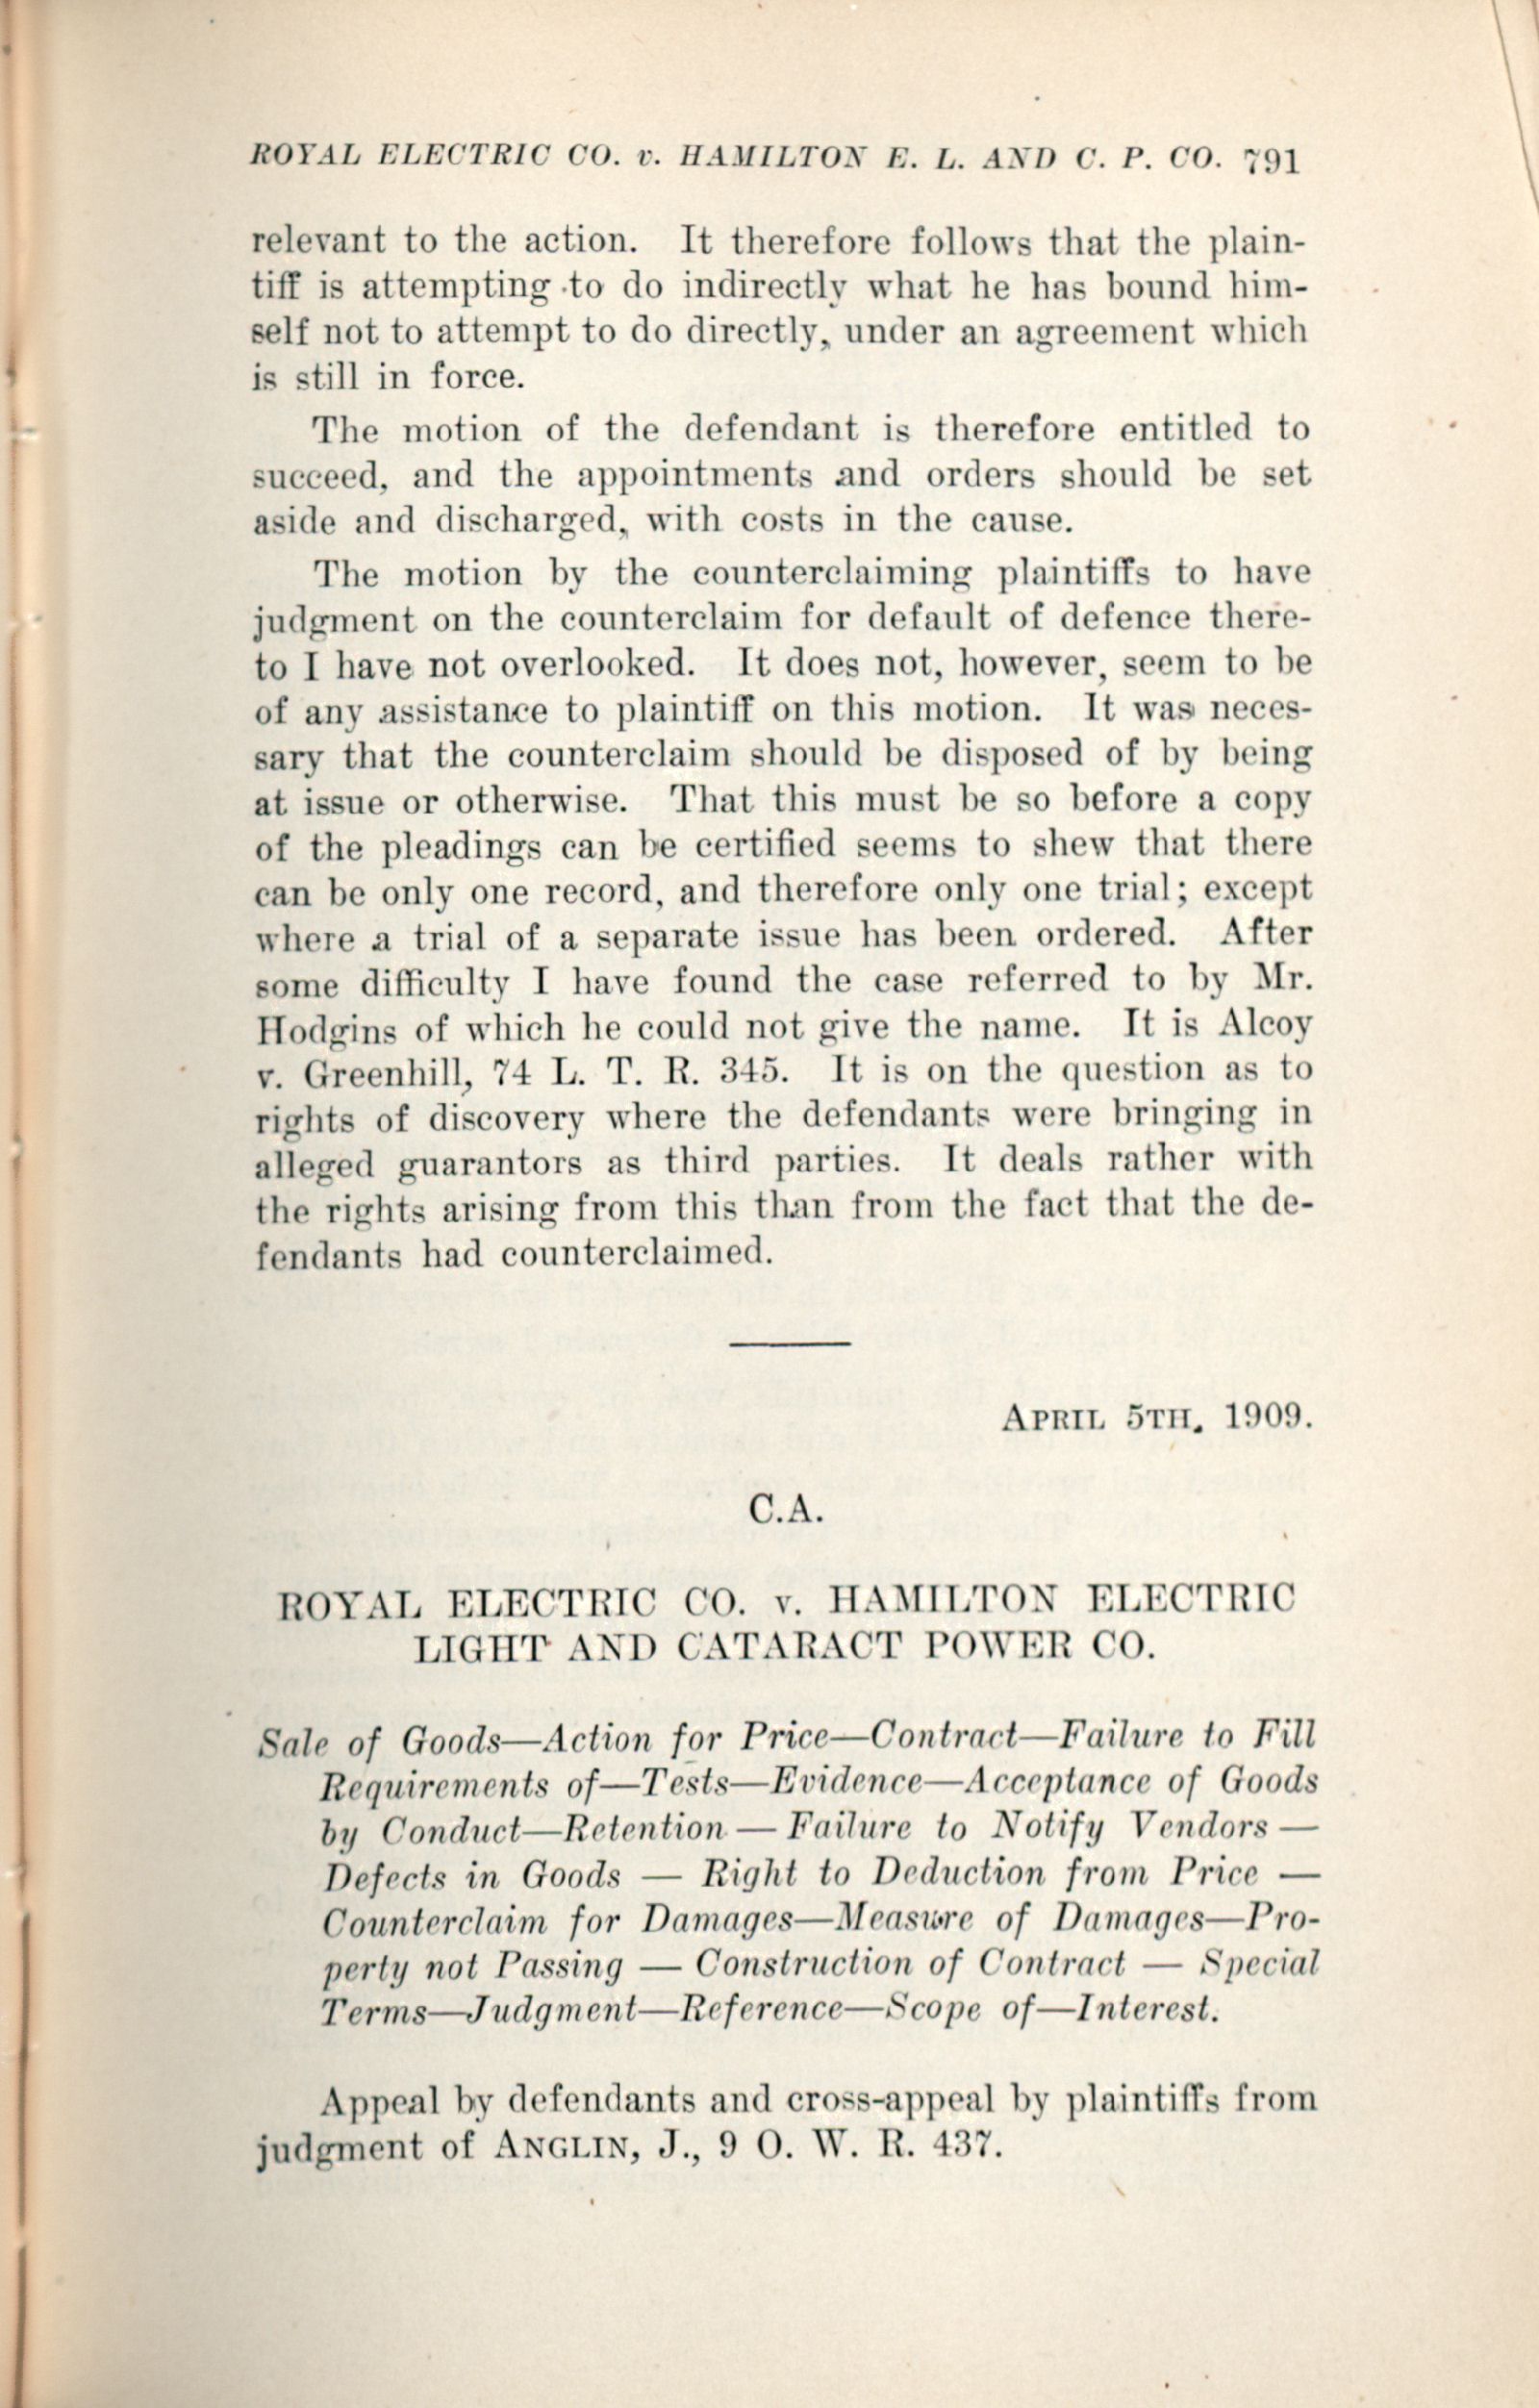 ROYAL ELECTRIC CO. v. HAMILTON E. L. AND C. P. CO. 791
relevant to the action. It therefore follows that the plain-
tiff is attempting to do indirectly what he has bound him-
self not to attempt to do directly, under an agreement which
is still in force.
The motion of the defendant is therefore entitled to
succeed, and the appointments and orders should be set
aside and discharged, with costs in the cause.
The motion by the counterclaiming plaintiffs to have
judgment on the counterclaim for default of defence there-
to I have not overlooked. It does not, however, seem to be
of any assistance to plaintiff on this motion. It was neces-
sary that the counterclaim should be disposed of by being
at issue or otherwise. That this must be so before a copy
of the pleadings can be certified seems to shew that there
can be only one record, and therefore only one trial; except
where a trial of a separate issue has been ordered. After
some difficulty I have found the case referred to by Mr.
Hodgins of which he could not give the name. It is Alcoy
v. Greenhill, 74 L. T. R. 345. It is on the question as to
rights of discovery where the defendants were bringing in
alleged guarantors as third parties. It deals rather with
the rights arising from this than from the fact that the de-
fendants had counterclaimed.
APRIL 5TH, 1909.
C.A.
ROYAL ELECTRIC CO. v. HAMILTON ELECTRIC
LIGHT AND CATARACT POWER CO.
Sale of Goods—Action for Price—Contract—Failure to Fill
Requirements of—Tests—Evidence—Acceptance of Goods
by Conduct—Retention — Failure to Notify Vendors —
Defects in Goods — Right to Deduction from Price —
Counterclaim for Damages—Measure of Damages—Pro-
perty not Passing — Construction of Contract — Special
Terms—Judgment—Reference—Scope of—Interest.
Appeal by defendants and cross-appeal by plaintiffs from
judgment of ANGLIN, J., 9 O. W. R. 437.